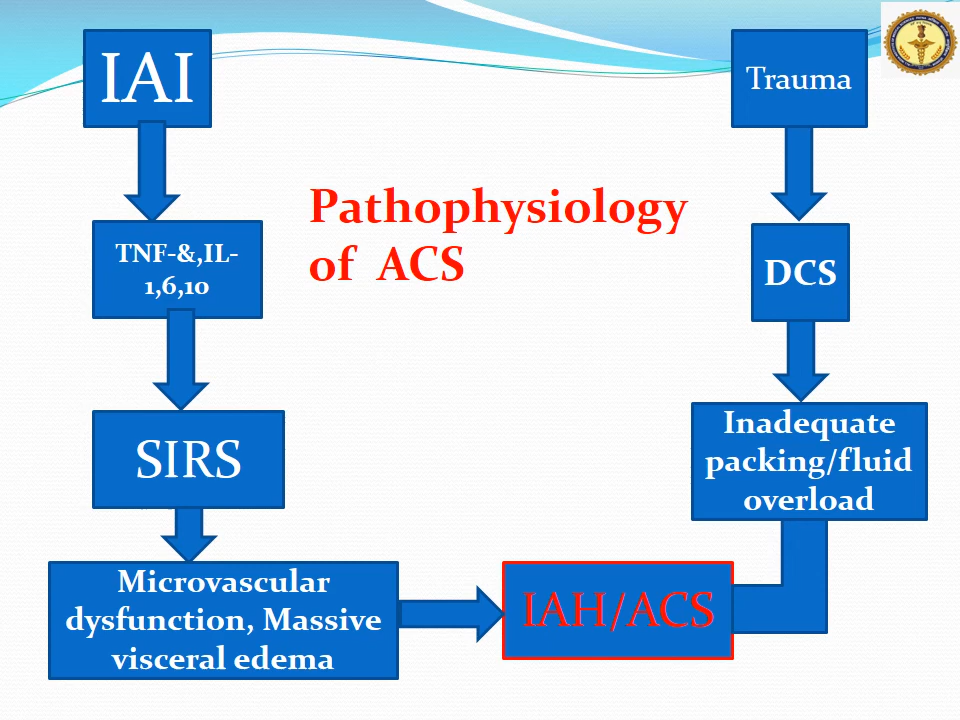 IAI
TNF-&,IL-
1,6,10
SIRS
Microvascular
dysfunction, Massive
visceral edema
Pathophysiology
of ACS
IAH/ACS
Trauma
DCS
Inadequate
packing/fluid
overload